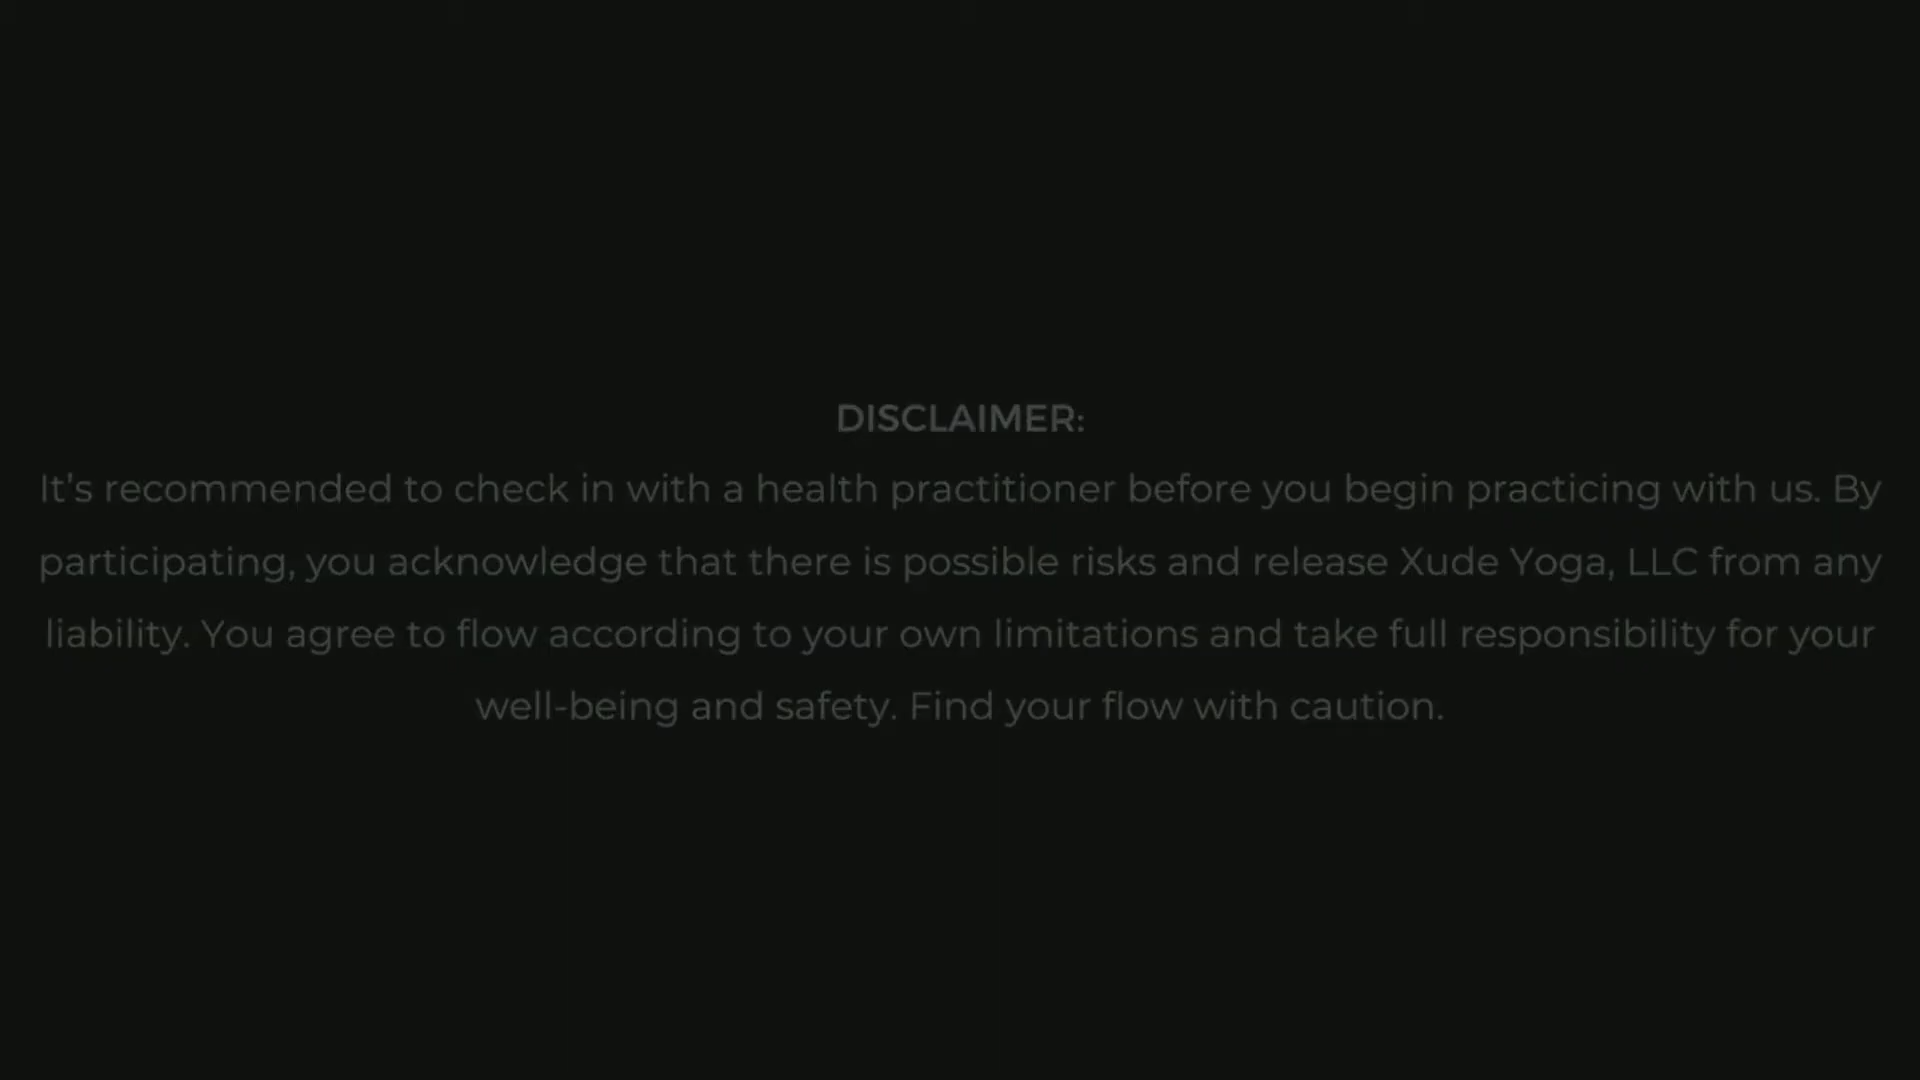 DISCLAIMER:
It's recommended to check in with a health practitioner before you begin practicing with us. By
participating, you acknowledge that there is possible risks and release Xude Yoga, LLC from any
liability. You agree to flow according to your own limitations and take full responsibility for your
well-being and safety. Find your flow with caution.